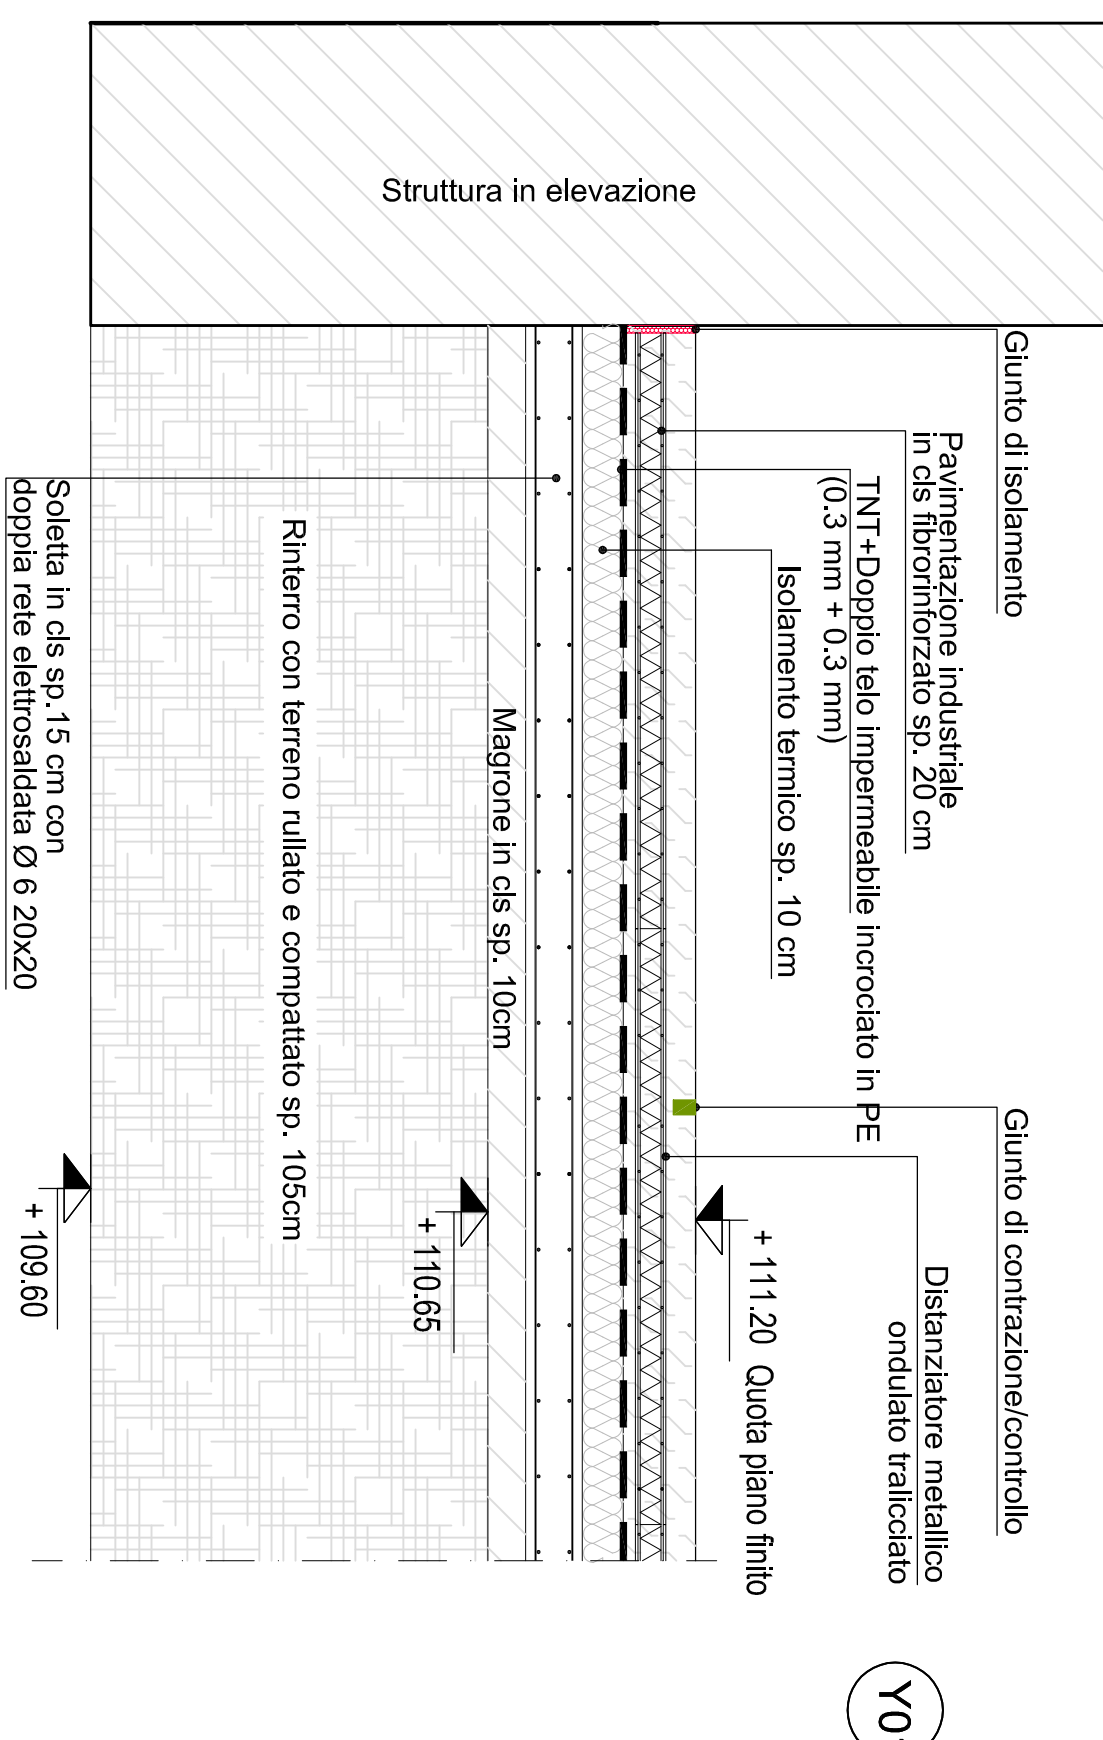 Struttura in elevazione
Giunto di isolamento
Pavimentazione industriale
in cls fibrorinforzato sp. 20 cm
TNT+Doppio telo impermeabile incrociato in PE
(0.3 mm + 0.3 mm)
Isolamento termico sp. 10 cm
Giunto di contrazione/controllo
Distanziatore metallico
ondulato tralicciato
+ 111.20 Quota piano finito
Magrone in cls sp. 10cm
+ 110.65
Rinterro con terreno rullato e compattato sp. 105cm
Soletta in cls sp.15 cm con
doppia rete elettrosaldata Ø 6 20x20
+ 109.60